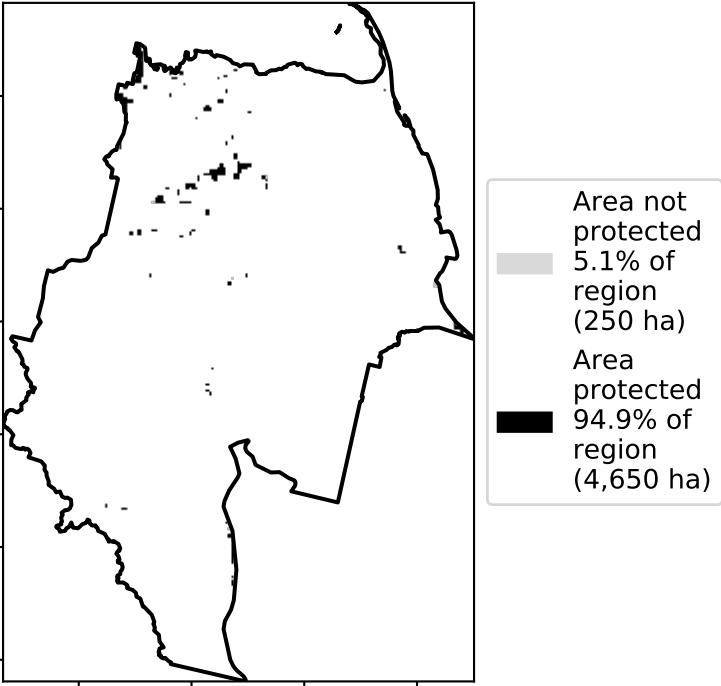 Area not
protected
5.1% of
region
(250 ha)
Area
protected
94.9% of
region
(4,650 ha)